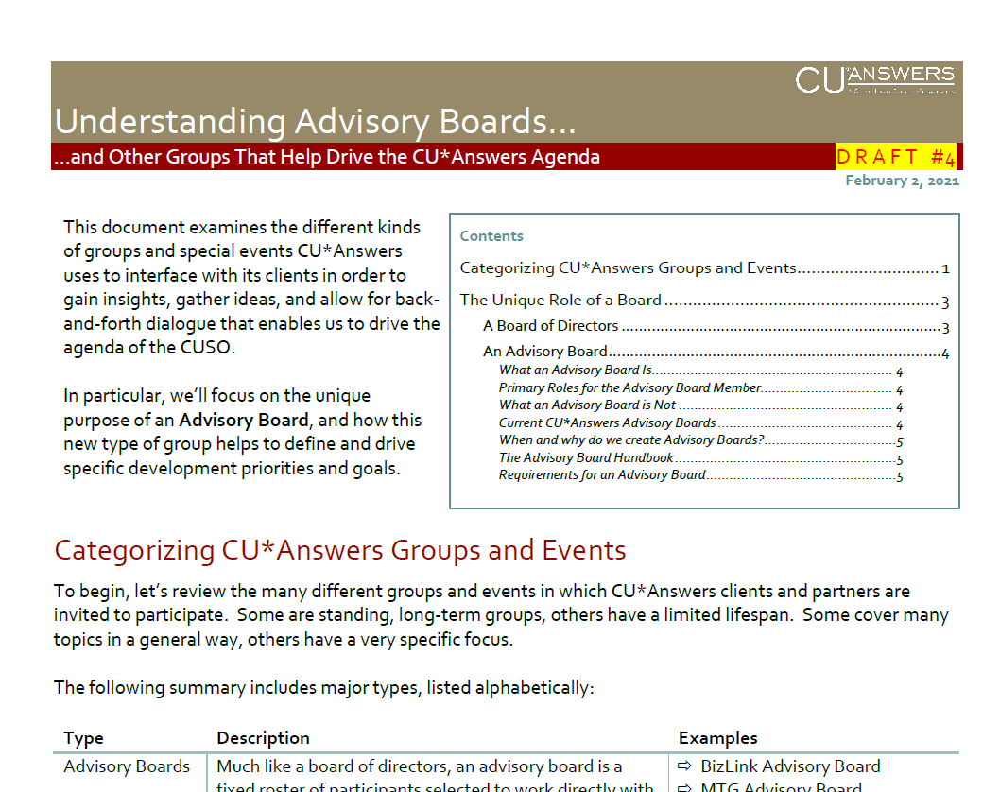 CU*ANSWERS
Understanding Advisory Boards...
...and Other Groups That Help Drive the CU*Answers Agenda
DRAFT #4
February 2, 2021
This document examines the different kinds
of groups and special events CU*Answers
uses to interface with its clients in order to
gain insights, gather ideas, and allow for back-
and-forth dialogue that enables us to drive the
agenda of the CUSO.
In particular, we'll focus on the unique
purpose of an Advisory Board, and how this
new type of group helps to define and drive
specific development priorities and goals.
Contents
Categorizing CU*Answers Groups and Events.............................. 1
The Unique Role of a Board .......................................................... 3
A Board of Directors ..............................................................................3
An Advisory Board.................................................................................4
What an Advisory Board Is............................................................. 4
Primary Roles for the Advisory Board Member................................. 4
What an Advisory Board is Not ...................................................... 4
Current CU*Answers Advisory Boards ............................................ 4
When and why do we create Advisory Boards?.................................5
The Advisory Board Handbook ........................................................5
Requirements for an Advisory Board................................................5
Categorizing CU*Answers Groups and Events
To begin, let's review the many different groups and events in which CU*Answers clients and partners are
invited to participate.  Some are standing, long-term groups, others have a limited lifespan.  Some cover many
topics in a general way, others have a very specific focus.
The following summary includes major types, listed alphabetically:
Type Description Examples
Advisory Boards Much like a board of directors, an advisory board is a ⇨ BizLink Advisory Board
fixed roster of participants selected to work directly with ⇨ MTG Advisory Board